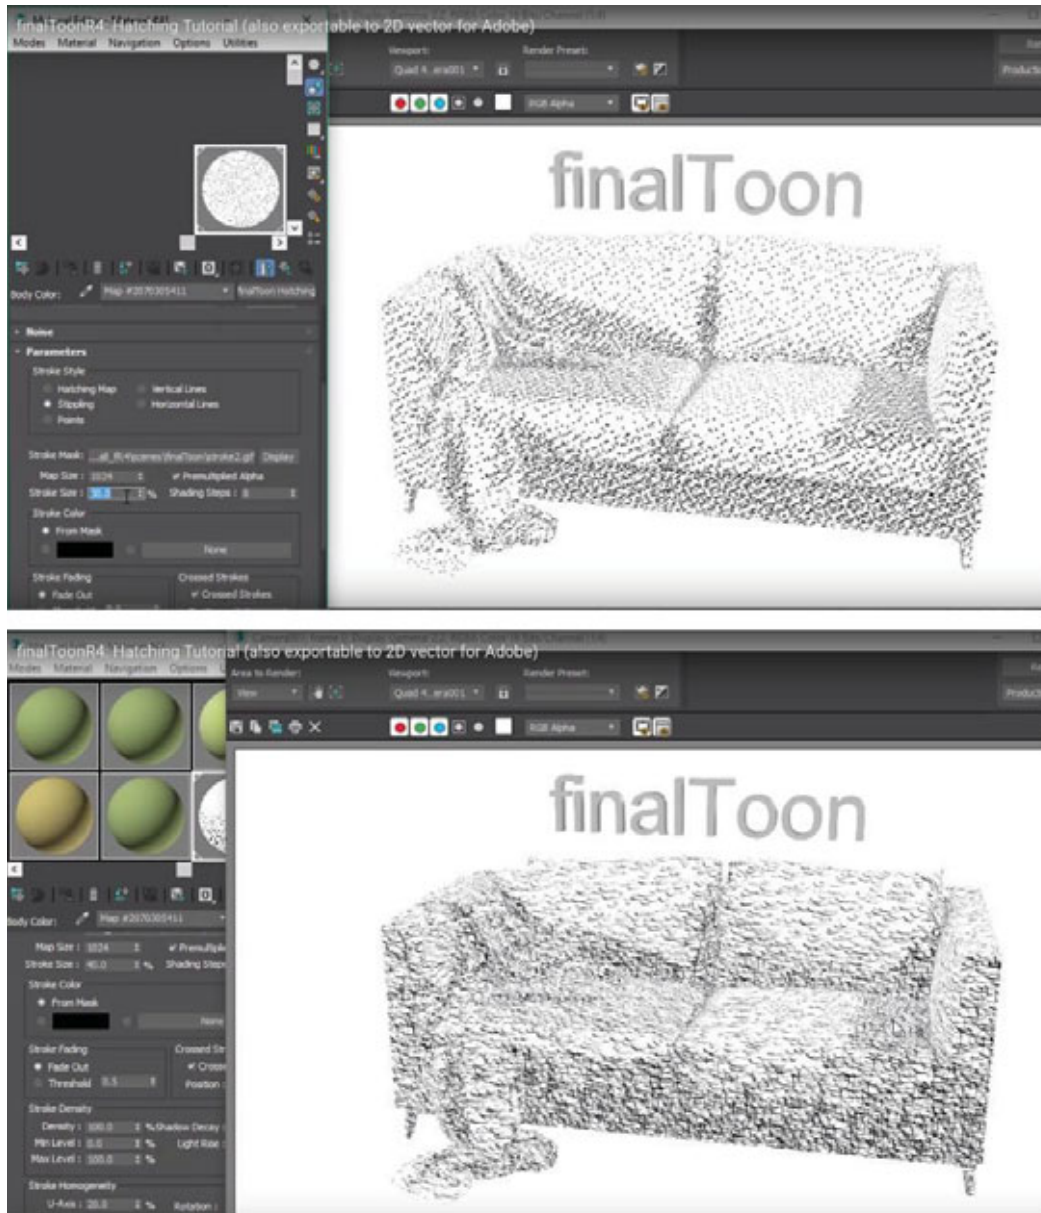 finalToonR4: Hatching Tutorial (also exportable to 2D vector for Adobe)
Modes Material Navigation Options Utilities
Viewport:
Render Preset:
Quad 4
RGB Alpha
Body Color:
Map #2070305411
finalToon Hatching
Noise
Parameters
Stroke Style
Hatching Map
Vertical Lines
Stippling
Horizontal Lines
Points
Stroke Mask:
Display
Map Size : 1024
Premultiplied Alpha
Stroke Size :
%
Shading Steps : 8
Stroke Color
From Mask
None
Stroke Fading
Crossed Strokes
Fade Out
Crossed Strokes
finalToon
finalToonR4: Hatching Tutorial (also exportable to 2D vector for Adobe)
Modes Material Navigation Options
Area to Render:
Viewport:
Render Preset:
View
Quad 4
RGB Alpha
Body Color:
Map #2070305411
Map Size : 1024
Stroke Size : 40.0 %
Stroke Color
From Mask
None
Stroke Fading
Fade Out
Threshold 0.5
Position :
Stroke Density
Density : 100.0 % Shadow Decay
Min Level : 0.0 %
Light Rise :
Max Level : 100.0 %
Stroke Homogeneity
U-Axis : 20.0 %
Rotation :
finalToon